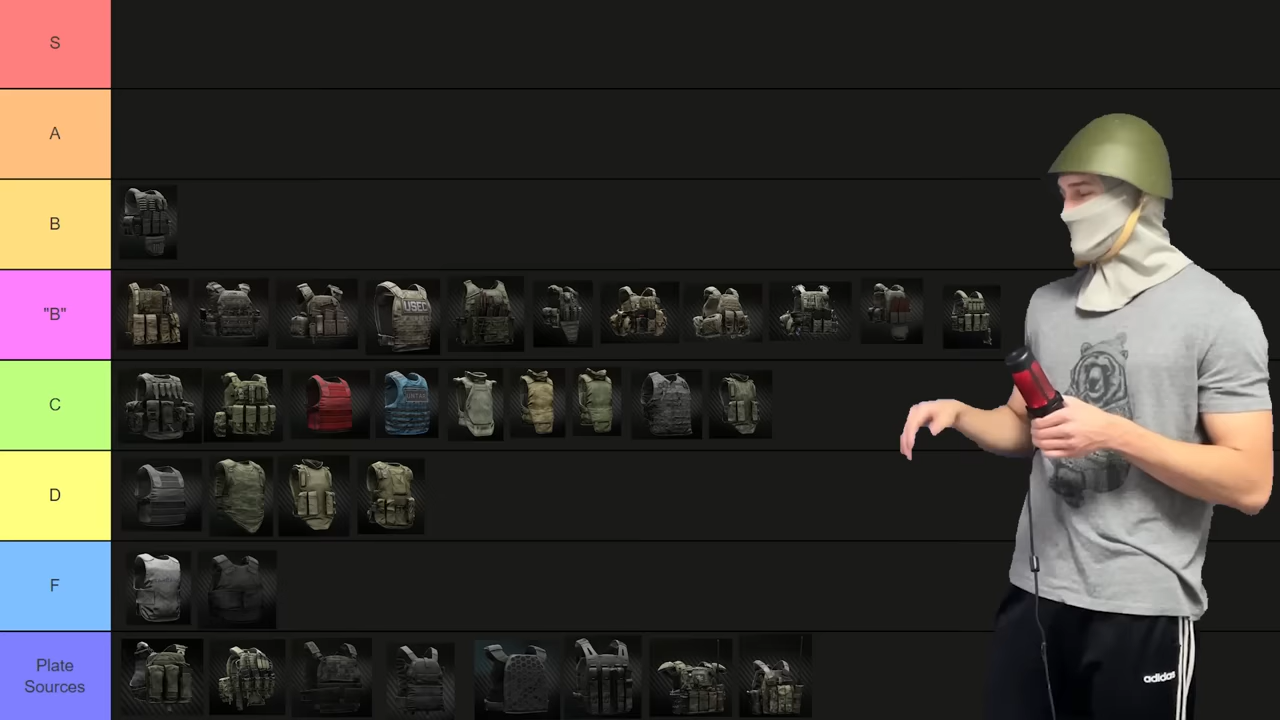 S
A
B
"B"
USEC
C
UNTAR
D
F
Plate
Sources
adidas